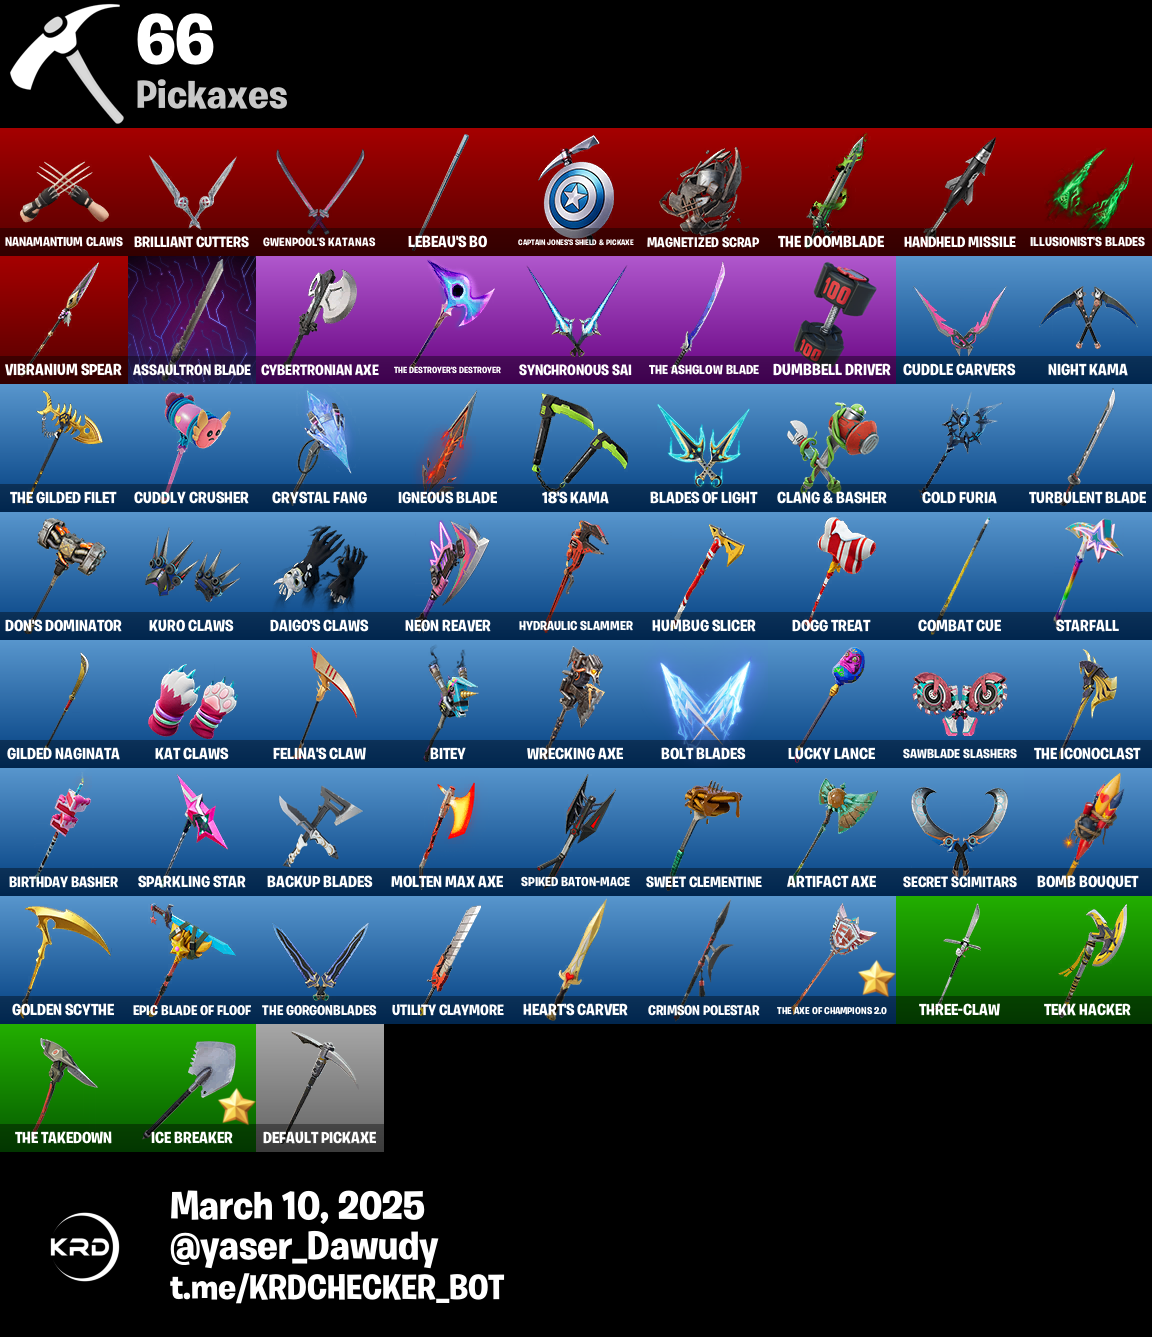 66
Pickaxes
NANAMANTIUM CLAWS
BRILLIANT CUTTERS
GWENPOOL'S KATANAS
LEBEAU'S BO
CAPTAIN JONES'S SHIELD & PICKAXE
MAGNETIZED SCRAP
THE DOOMBLADE
HANDHELD MISSILE
ILLUSIONIST'S BLADES
VIBRANIUM SPEAR
ASSAULTRON BLADE
CYBERTRONIAN AXE
THE DESTROYER'S DESTROYER
SYNCHRONOUS SAI
THE ASHGLOW BLADE
100
100
DUMBBELL DRIVER
CUDDLE CARVERS
NIGHT KAMA
THE GILDED FILET
CUDDLY CRUSHER
CRYSTAL FANG
IGNEOUS BLADE
18'S KAMA
BLADES OF LIGHT
CLANG & BASHER
COLD FURIA
TURBULENT BLADE
DON'S DOMINATOR
KURO CLAWS
DAIGO'S CLAWS
NEON REAVER
HYDRAULIC SLAMMER
HUMBUG SLICER
DOGG TREAT
COMBAT CUE
STARFALL
GILDED NAGINATA
KAT CLAWS
FELINA'S CLAW
BITEY
WRECKING AXE
BOLT BLADES
LUCKY LANCE
SAWBLADE SLASHERS
THE ICONOCLAST
BIRTHDAY BASHER
SPARKLING STAR
BACKUP BLADES
MOLTEN MAX AXE
SPIKED BATON-MACE
SWEET CLEMENTINE
ARTIFACT AXE
SECRET SCIMITARS
BOMB BOUQUET
GOLDEN SCYTHE
EPIC BLADE OF FLOOF
THE GORGONBLADES
UTILITY CLAYMORE
HEART'S CARVER
CRIMSON POLESTAR
THE AXE OF CHAMPIONS 2.0
THREE-CLAW
TEKK HACKER
THE TAKEDOWN
ICE BREAKER
DEFAULT PICKAXE
KRD
March 10, 2025
@yaser_Dawudy
t.me/KRDCHECKER_BOT